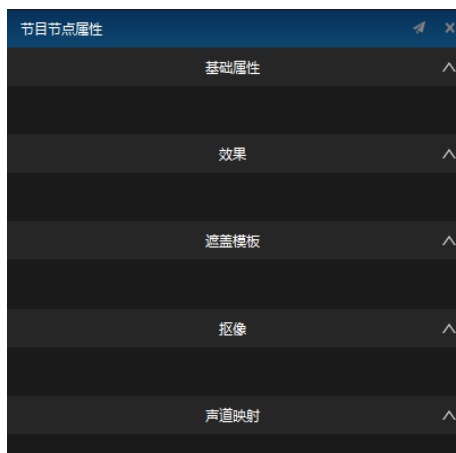 节目节点属性
基础属性
效果
遮盖模板
抠像
声道映射